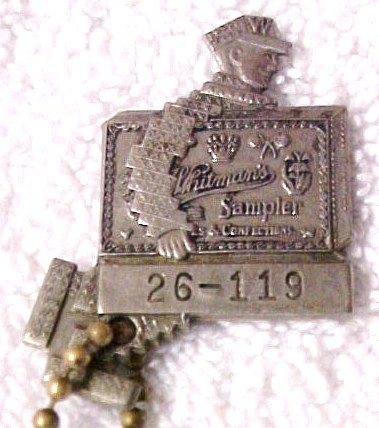 Whitman's
Sampler
& Confections
26-119